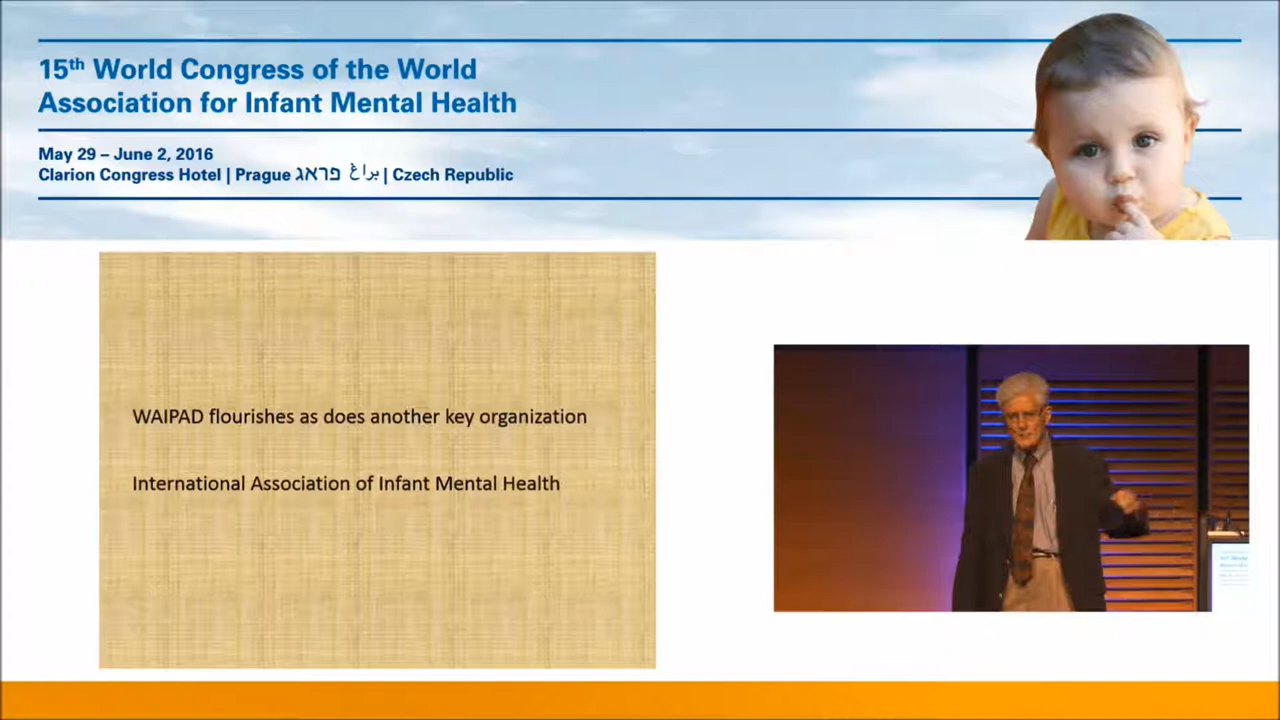 15th World Congress of the World
Association for Infant Mental Health
May 29 – June 2, 2016
Clarion Congress Hotel | Prague פראג براغ | Czech Republic
WAIPAD flourishes as does another key organization
International Association of Infant Mental Health